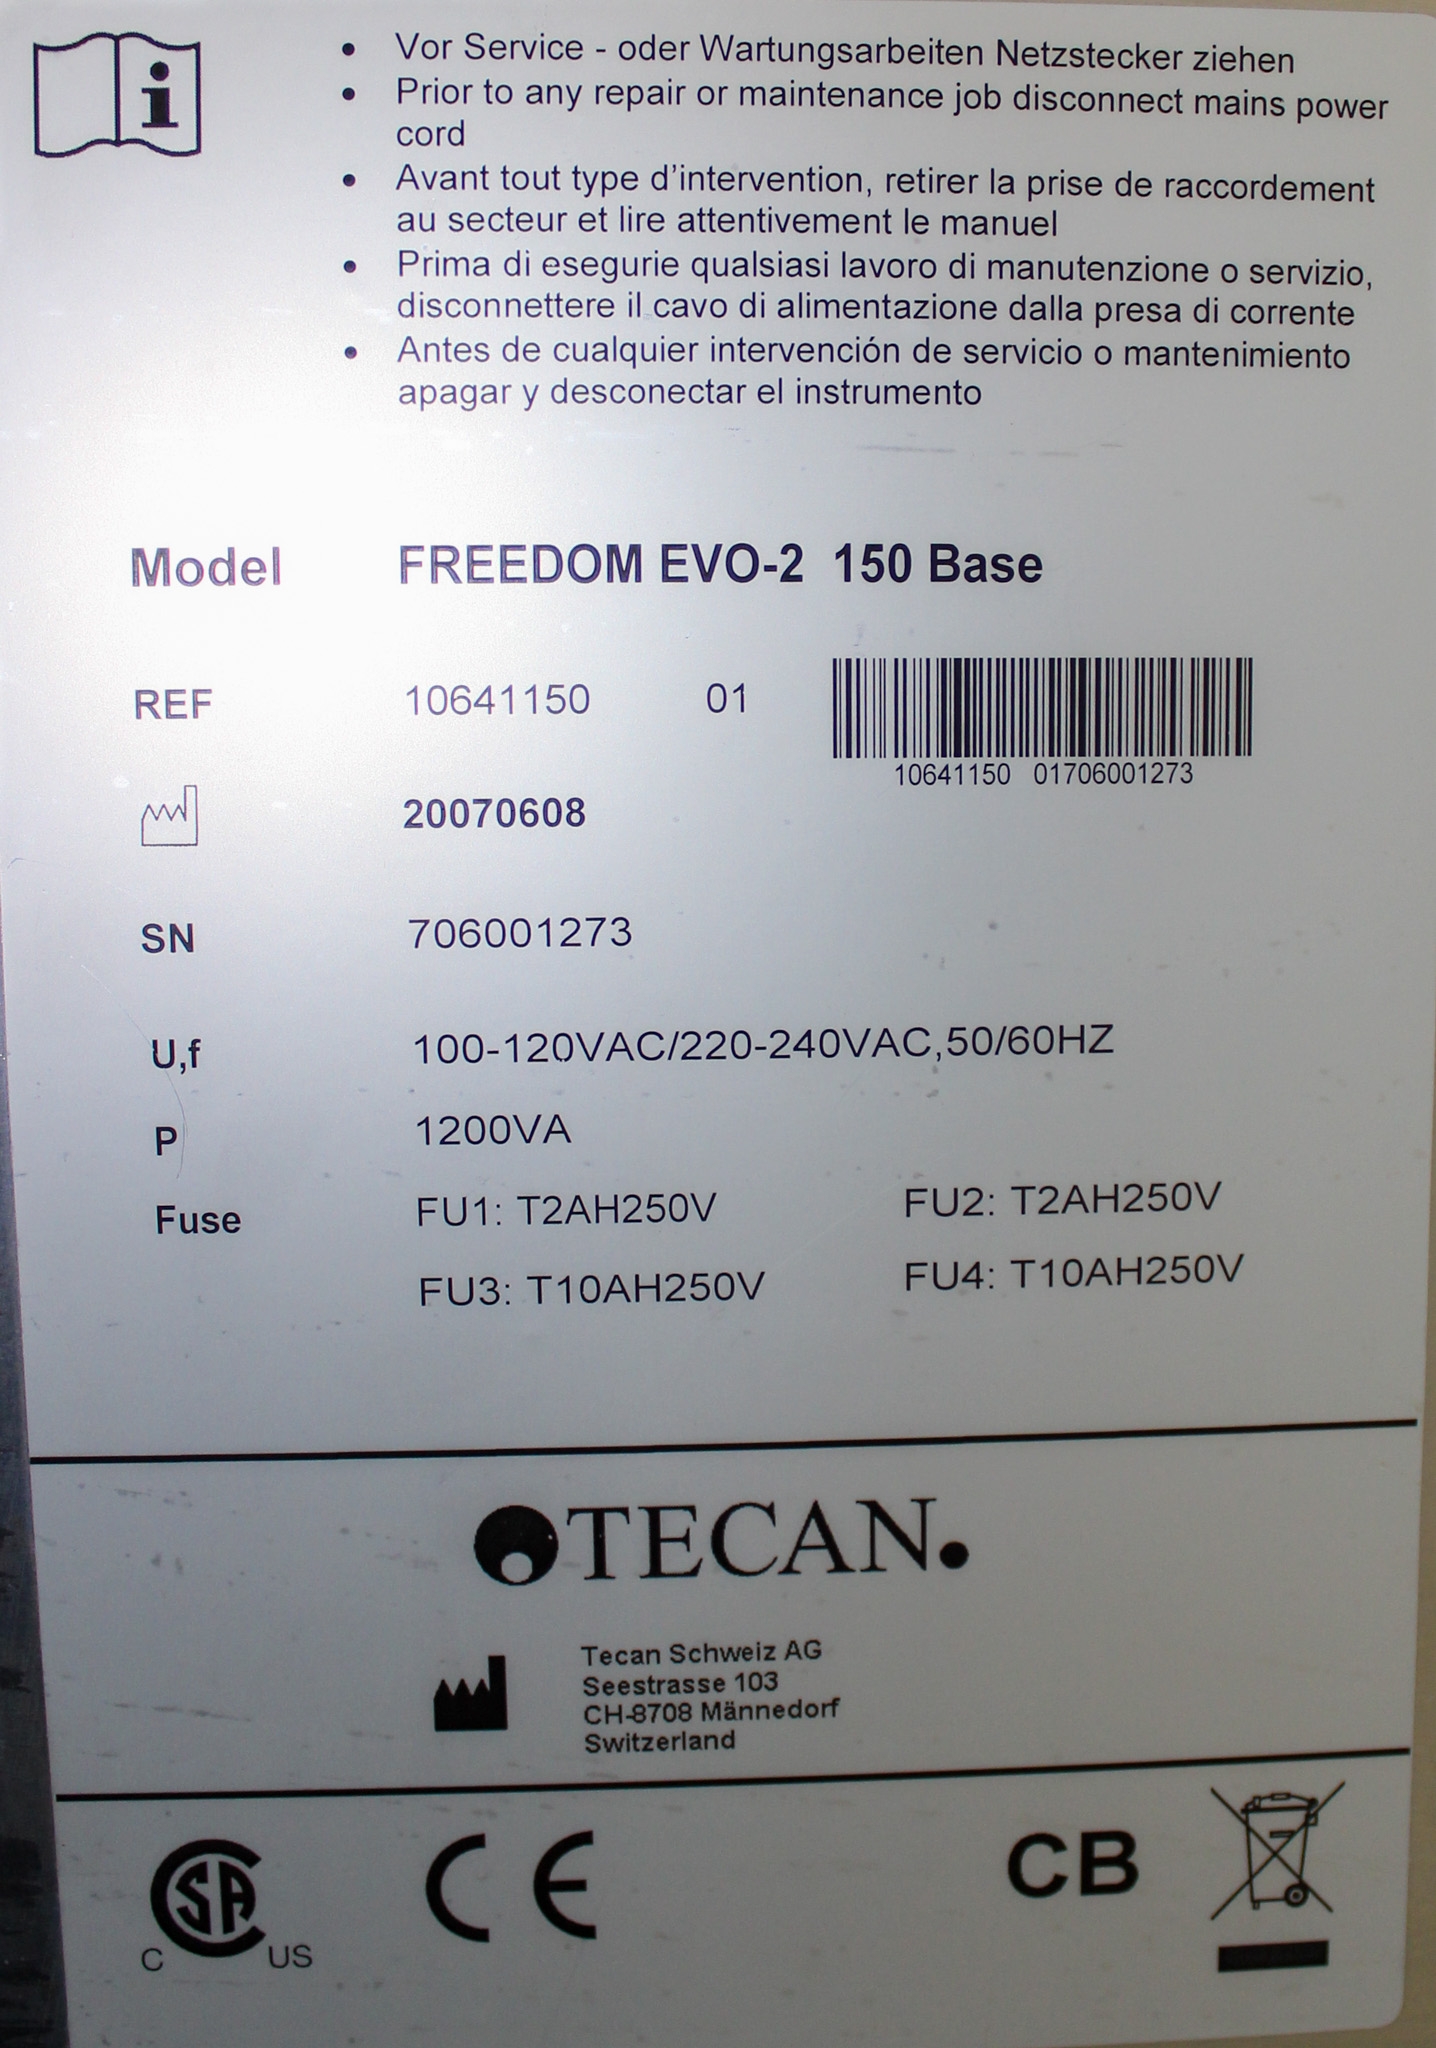 • Vor Service - oder Wartungsarbeiten Netzstecker ziehen
• Prior to any repair or maintenance job disconnect mains power
cord
• Avant tout type d'intervention, retirer la prise de raccordement
au secteur et lire attentivement le manuel
• Prima di esegurie qualsiasi lavoro di manutenzione o servizio,
disconnettere il cavo di alimentazione dalla presa di corrente
• Antes de cualquier intervención de servicio o mantenimiento
apagar y desconectar el instrumento
Model FREEDOM EVO-2 150 Base
REF 10641150 01
10641150 01706001273
20070608
SN 706001273
U,f 100-120VAC/220-240VAC,50/60HZ
P 1200VA
Fuse FU1: T2AH250V FU2: T2AH250V
FU3: T10AH250V FU4: T10AH250V
TECAN.
Tecan Schweiz AG
Seestrasse 103
CH-8708 Männedorf
Switzerland
C SA US CE CB